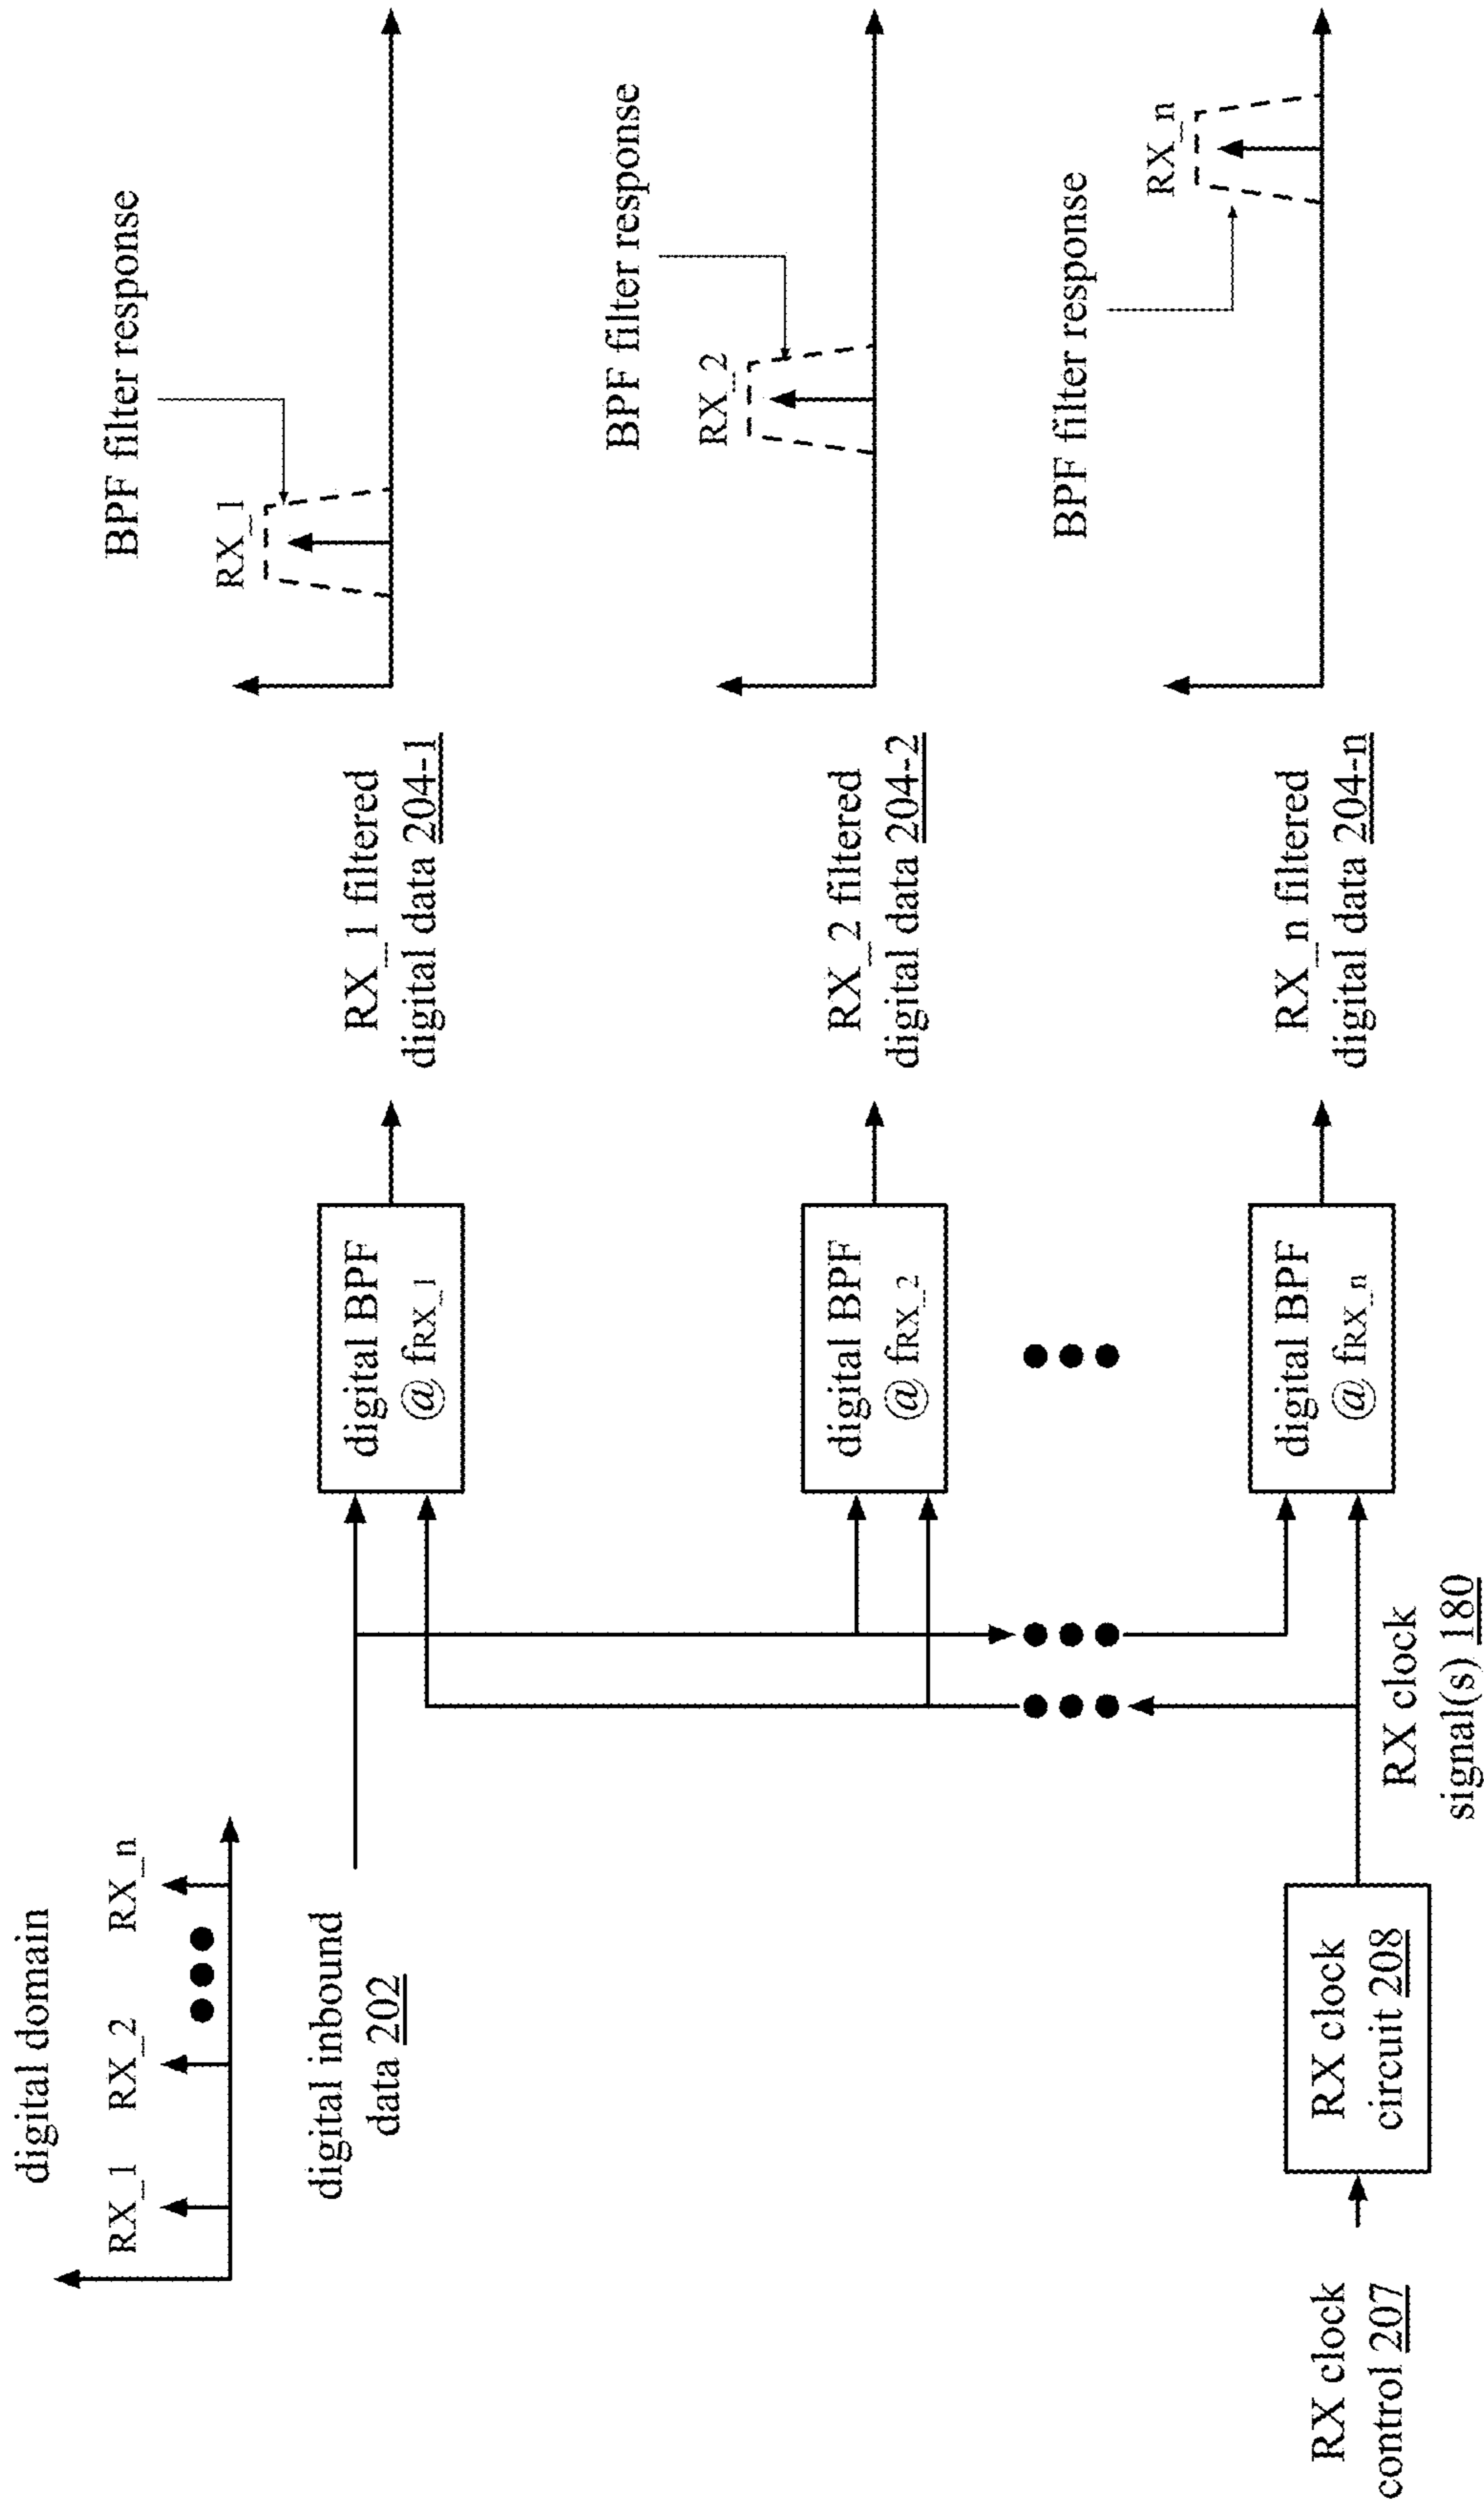 digital domain
RX_1
RX_2
RX_n
digital inbound
data 202
RX clock
control 207
RX clock
circuit 208
RX clock
signal(s) 180
digital BPF
@ fRX_1
digital BPF
@ fRX_2
digital BPF
@ fRX_n
RX_1 filtered
digital data 204-1
RX_2 filtered
digital data 204-2
RX_n filtered
digital data 204-n
BPF filter response
RX_1
BPF filter response
RX_2
BPF filter response
RX_n